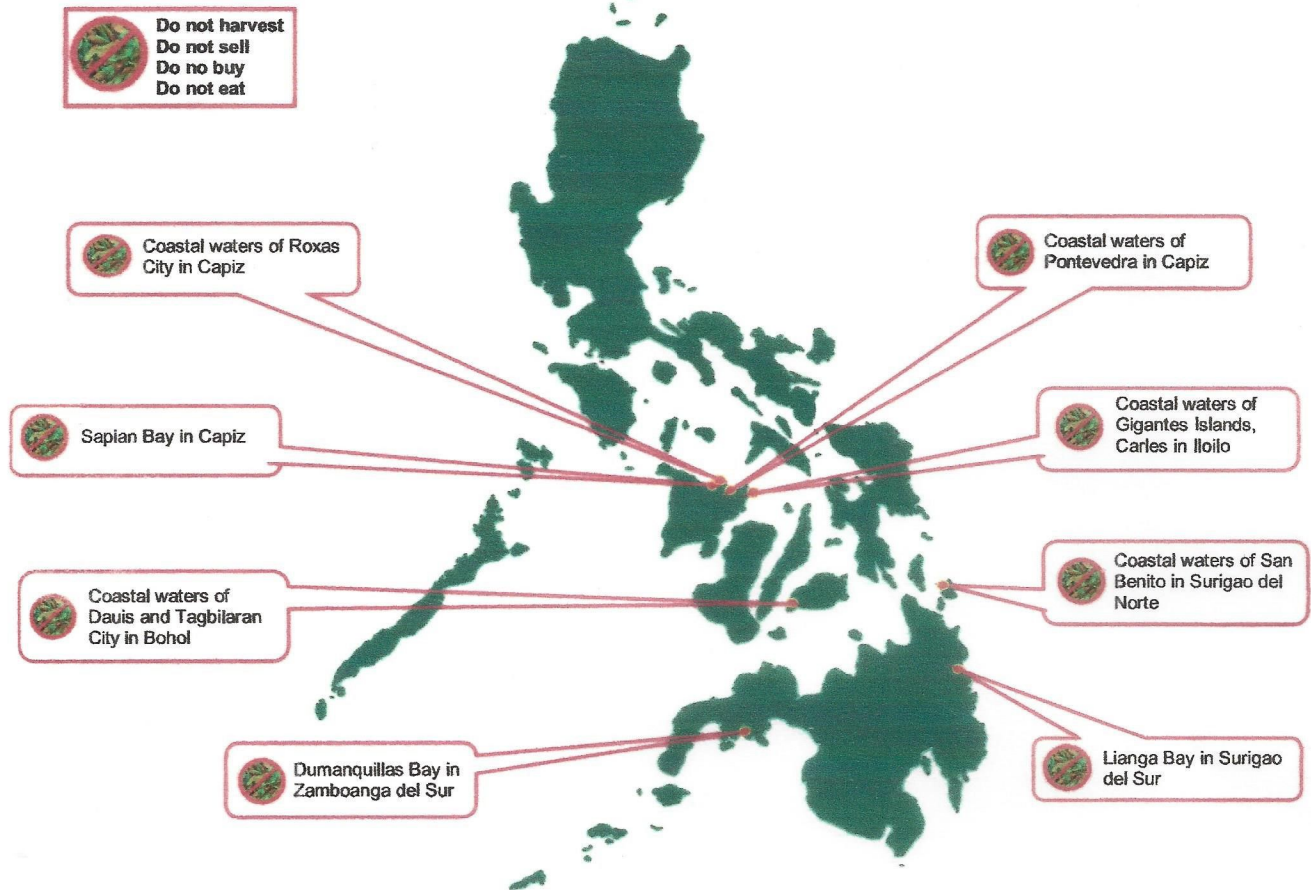 Do not harvest
Do not sell
Do no buy
Do not eat
Coastal waters of Roxas
City in Capiz
Coastal waters of
Pontevedra in Capiz
Sapian Bay in Capiz
Coastal waters of
Gigantes Islands,
Carles in Iloilo
Coastal waters of
Dauis and Tagbilaran
City in Bohol
Coastal waters of San
Benito in Surigao del
Norte
Dumanquillas Bay in
Zamboanga del Sur
Lianga Bay in Surigao
del Sur